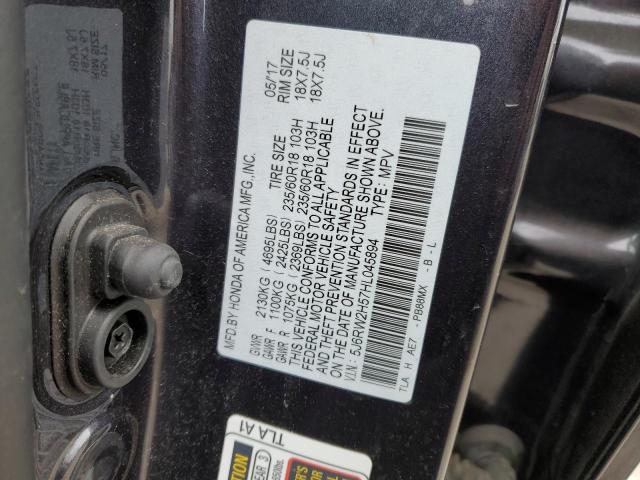 MFD.BY HONDA OF AMERICA MFG.,INC. 05/17
TIRE SIZE RIM SIZE
GVWR 2130KG (4695LBS)
GAWR F 1100KG (2425LBS) 235/60R18 103H 18X7.5J
GAWR R 1075KG (2369LBS) 235/60R18 103H 18X7.5J
THIS VEHICLE CONFORMS TO ALL APPLICABLE
FEDERAL MOTOR VEHICLE SAFETY
AND THEFT PREVENTION STANDARDS IN EFFECT
ON THE DATE OF MANUFACTURE SHOWN ABOVE.
V.I.N.: 5J6RW2H57HL045894 TYPE: MPV
TLA H AE7 -PB88MX -B-L
TLA A1